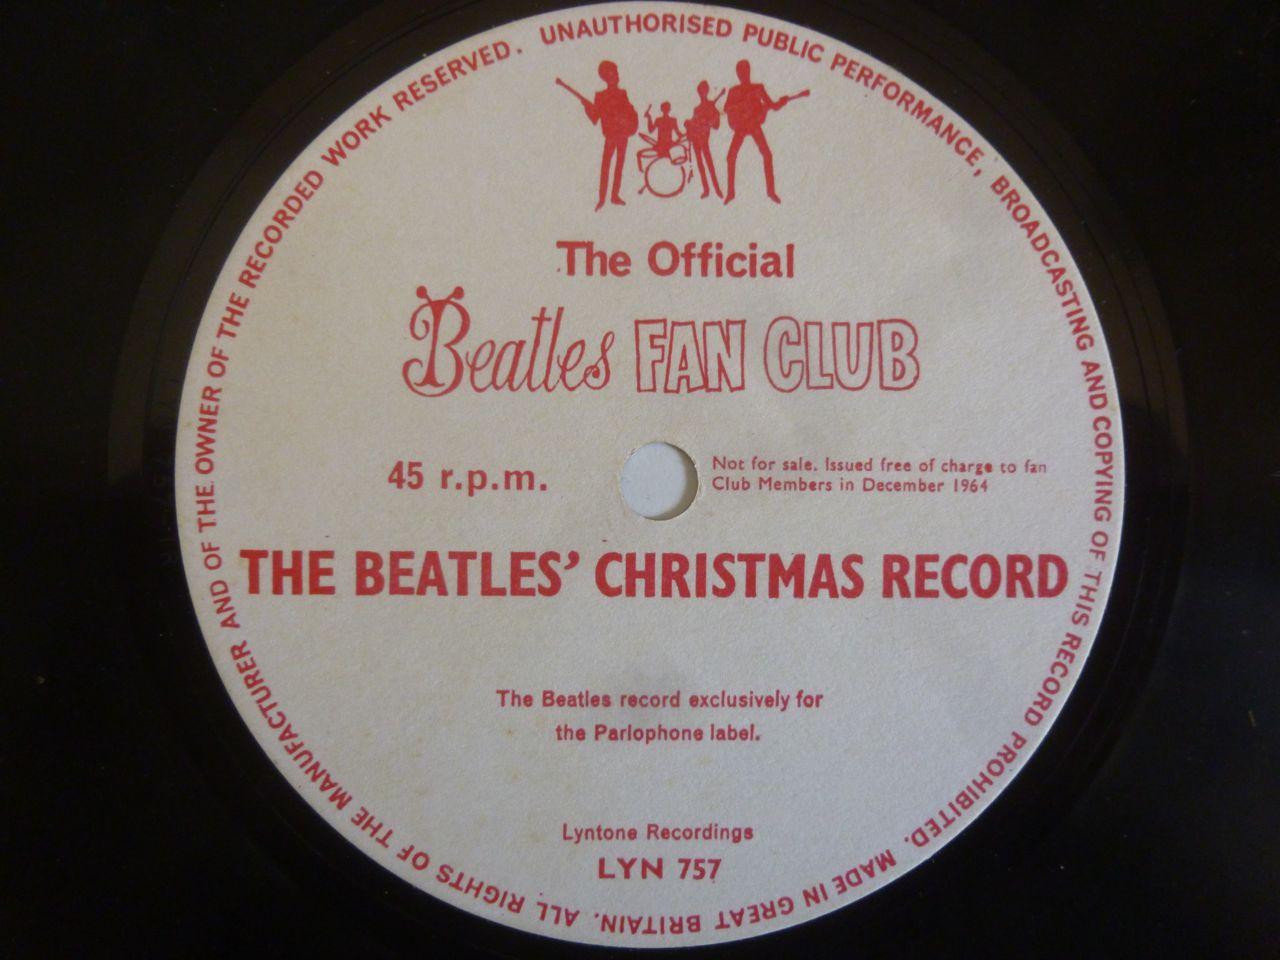 UNAUTHORISED PUBLIC PERFORMANCE, BROADCASTING AND COPYING OF THIS RECORD PROHIBITED. MADE IN GREAT BRITAIN. ALL RIGHTS OF THE MANUFACTURER AND OF THE OWNER OF THE RECORDED WORK RESERVED.
The Official
Beatles FAN CLUB
45 r.p.m.
Not for sale. Issued free of charge to fan
Club Members in December 1964
THE BEATLES' CHRISTMAS RECORD
The Beatles record exclusively for
the Parlophone label.
Lyntone Recordings
LYN 757